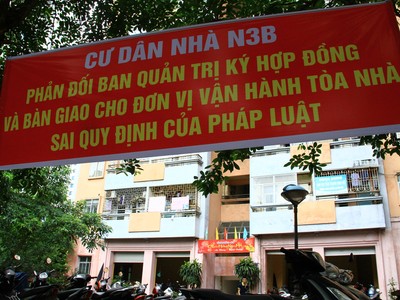 CƯ DÂN NHÀ N3B
PHẢN ĐỐI BAN QUẢN TRỊ KÝ HỢP ĐỒNG
VÀ BÀN GIAO CHO ĐƠN VỊ VẬN HÀNH TÒA NHÀ
SAI QUY ĐỊNH CỦA PHÁP LUẬT